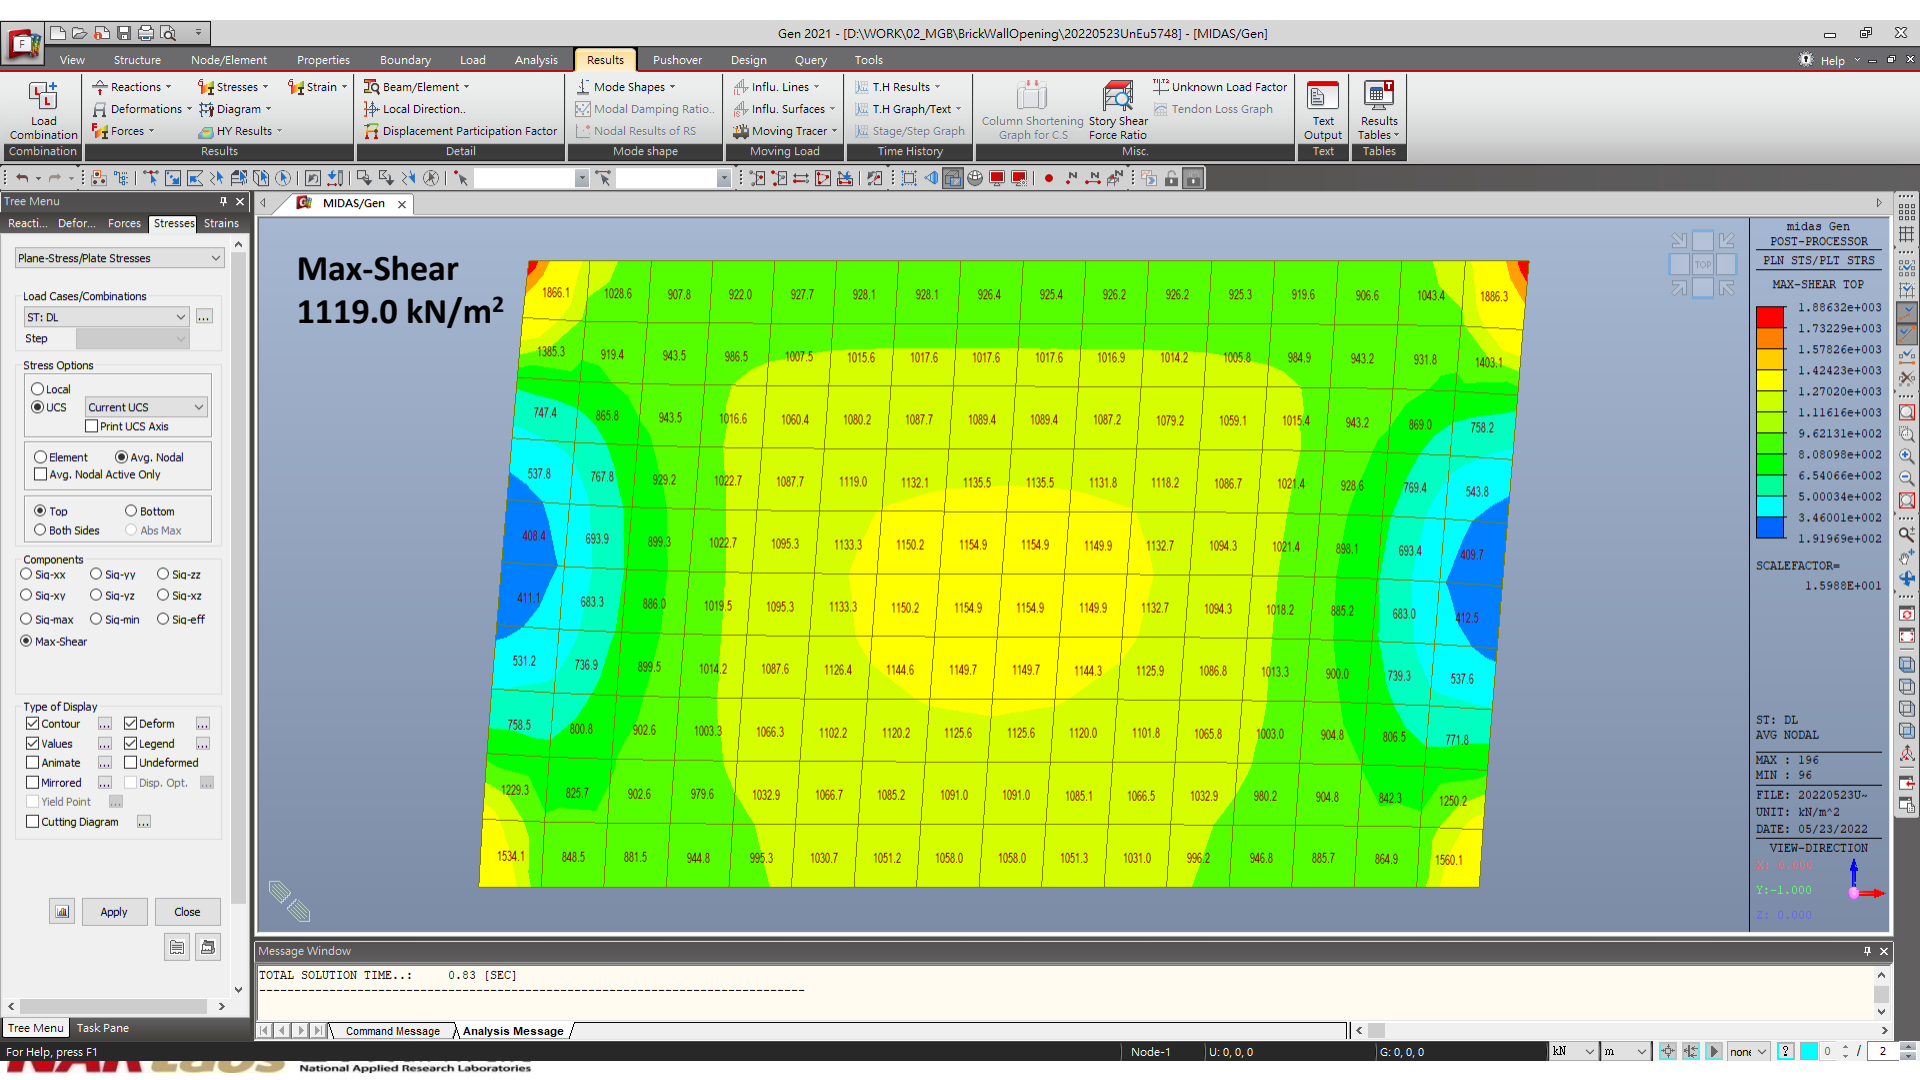 Gen 2021 - [D:\WORK\02_MGB\BrickWallOpening\20220523UnEu5748] - [MIDAS/Gen]
View Structure Node/Element Properties Boundary Load Analysis Results Pushover Design Query Tools Help
Load Combination
Reactions Stresses Strain
Deformations Diagram
Forces HY Results
Beam/Element
Local Direction..
Displacement Participation Factor
Mode Shapes
Modal Damping Ratio..
Nodal Results of RS
Influ. Lines
Influ. Surfaces
Moving Tracer
T.H Results
T.H Graph/Text
Stage/Step Graph
Column Shortening Graph for C.S
Story Shear Force Ratio
Unknown Load Factor
Tendon Loss Graph
Text Output
Results Tables
Combination Results Detail Mode shape Moving Load Time History Misc. Text Tables
Tree Menu
MIDAS/Gen
Reacti... Defor... Forces Stresses Strains
Plane-Stress/Plate Stresses
Load Cases/Combinations
ST: DL
Step
Stress Options
Local
UCS Current UCS
Print UCS Axis
Element Avg. Nodal
Avg. Nodal Active Only
Top Bottom
Both Sides Abs Max
Components
Sig-xx Sig-yy Sig-zz
Sig-xy Sig-yz Sig-xz
Sig-max Sig-min Sig-eff
Max-Shear
Type of Display
Contour Deform
Values Legend
Animate Undeformed
Mirrored Disp. Opt.
Yield Point
Cutting Diagram
Apply Close
Tree Menu Task Pane
Max-Shear
1119.0 kN/m²
1866.1 1028.6 907.8 922.0 927.7 928.1 928.1 926.4 925.4 926.2 926.2 925.3 919.6 906.6 1043.4 1886.3
1385.3 919.4 943.5 986.5 1007.5 1015.6 1017.6 1017.6 1017.6 1016.9 1014.2 1005.8 984.9 943.2 931.8 1403.1
747.4 865.8 943.5 1016.6 1060.4 1080.2 1087.7 1089.4 1089.4 1087.2 1079.2 1059.1 1015.4 943.2 869.0 758.2
537.8 767.8 929.2 1022.7 1087.7 1119.0 1132.1 1135.5 1135.5 1131.8 1118.2 1086.7 1021.4 928.6 769.4 543.8
408.4 693.9 899.3 1022.7 1095.3 1133.3 1150.2 1154.9 1154.9 1149.9 1132.7 1094.3 1021.4 898.1 693.4 409.7
411.1 683.3 886.0 1019.5 1095.3 1133.3 1150.2 1154.9 1154.9 1149.9 1132.7 1094.3 1018.2 885.2 683.0 412.5
531.2 736.9 899.5 1014.2 1087.6 1126.4 1144.6 1149.7 1149.7 1144.3 1125.9 1086.8 1013.3 900.0 739.3 537.6
758.5 800.8 902.6 1003.3 1066.3 1102.2 1120.2 1125.6 1125.6 1120.0 1101.8 1065.8 1003.0 904.8 806.5 771.8
1229.3 825.7 902.6 979.6 1032.9 1066.7 1085.2 1091.0 1091.0 1085.1 1066.5 1032.9 980.2 904.8 842.3 1250.2
1534.1 848.5 881.5 944.8 995.3 1030.7 1051.2 1058.0 1058.0 1051.3 1031.0 996.2 946.8 885.7 864.9 1560.1
TOP
midas Gen
POST-PROCESSOR
PLN STS/PLT STRS
MAX-SHEAR TOP
1.88632e+003
1.73229e+003
1.57826e+003
1.42423e+003
1.27020e+003
1.11616e+003
9.62131e+002
8.08098e+002
6.54066e+002
5.00034e+002
3.46001e+002
1.91969e+002
SCALEFACTOR=
1.5988E+001
ST: DL
AVG NODAL
MAX : 196
MIN : 96
FILE: 20220523U~
UNIT: kN/m^2
DATE: 05/23/2022
VIEW-DIRECTION
X: 0.000
Y:-1.000
Z: 0.000
Message Window
TOTAL SOLUTION TIME..: 0.83 [SEC]
Command Message Analysis Message
For Help, press F1 Node-1 U: 0, 0, 0 G: 0, 0, 0 kN m none 0 / 2
NARLabs
National Applied Research Laboratories